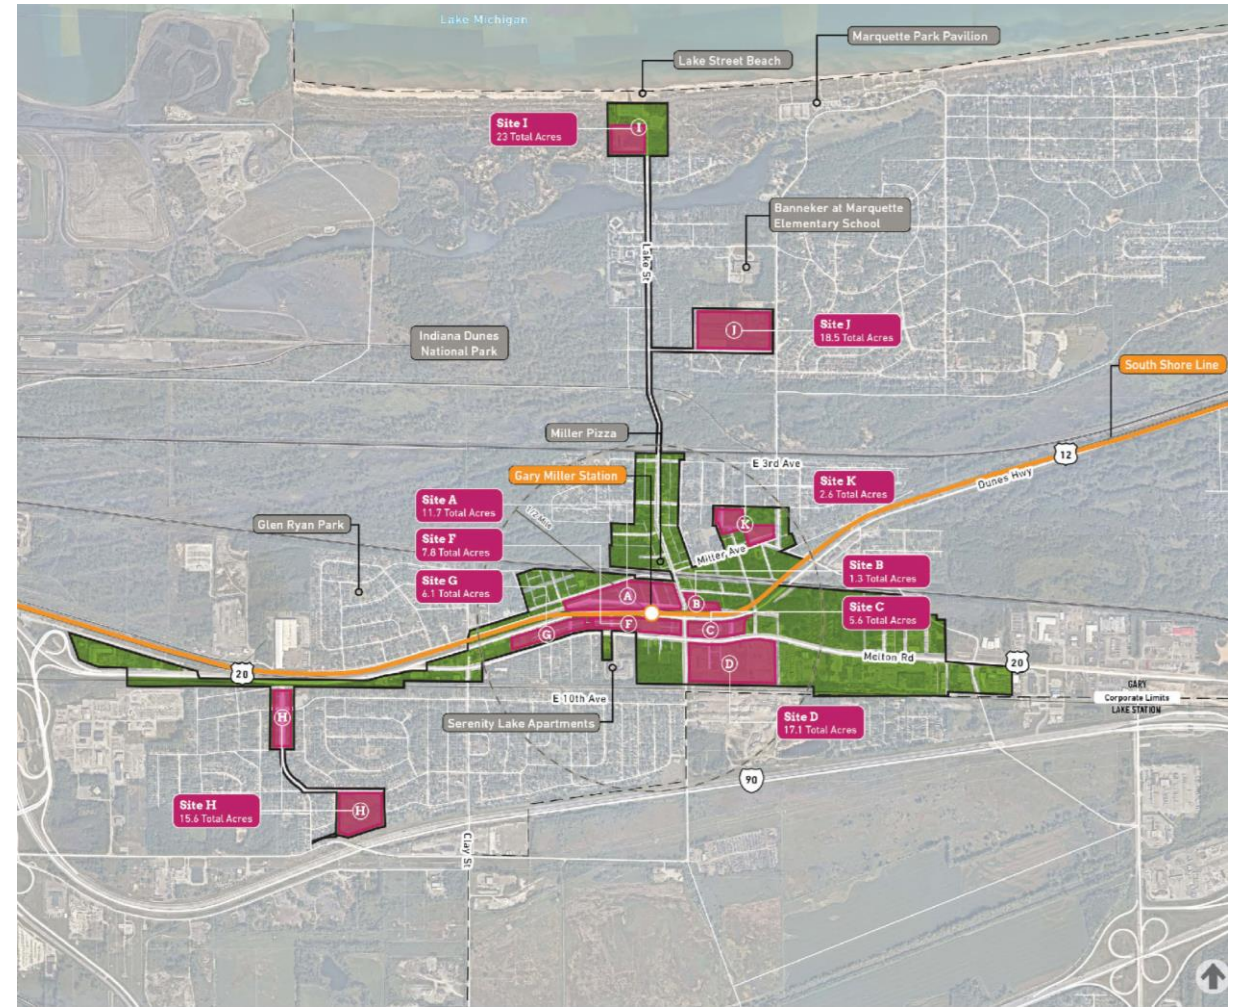 Lake Michigan
Marquette Park Pavilion
Lake Street Beach
Site I
23 Total Acres
I
Banneker at Marquette
Elementary School
Lake St
Indiana Dunes
National Park
J
Site J
18.5 Total Acres
South Shore Line
Miller Pizza
12
E 3rd Ave
Dunes Hwy
Gary Miller Station
Site K
2.6 Total Acres
Site A
11.7 Total Acres
1/2 Mile
K
Glen Ryan Park
Site F
7.8 Total Acres
Miller Ave
Site G
6.1 Total Acres
Site B
1.3 Total Acres
A
B
Site C
5.6 Total Acres
F
C
G
Melton Rd
D
20
20
E 10th Ave
GARY
Corporate Limits
LAKE STATION
H
Serenity Lake Apartments
Site D
17.1 Total Acres
90
Site H
15.6 Total Acres
H
Clay St